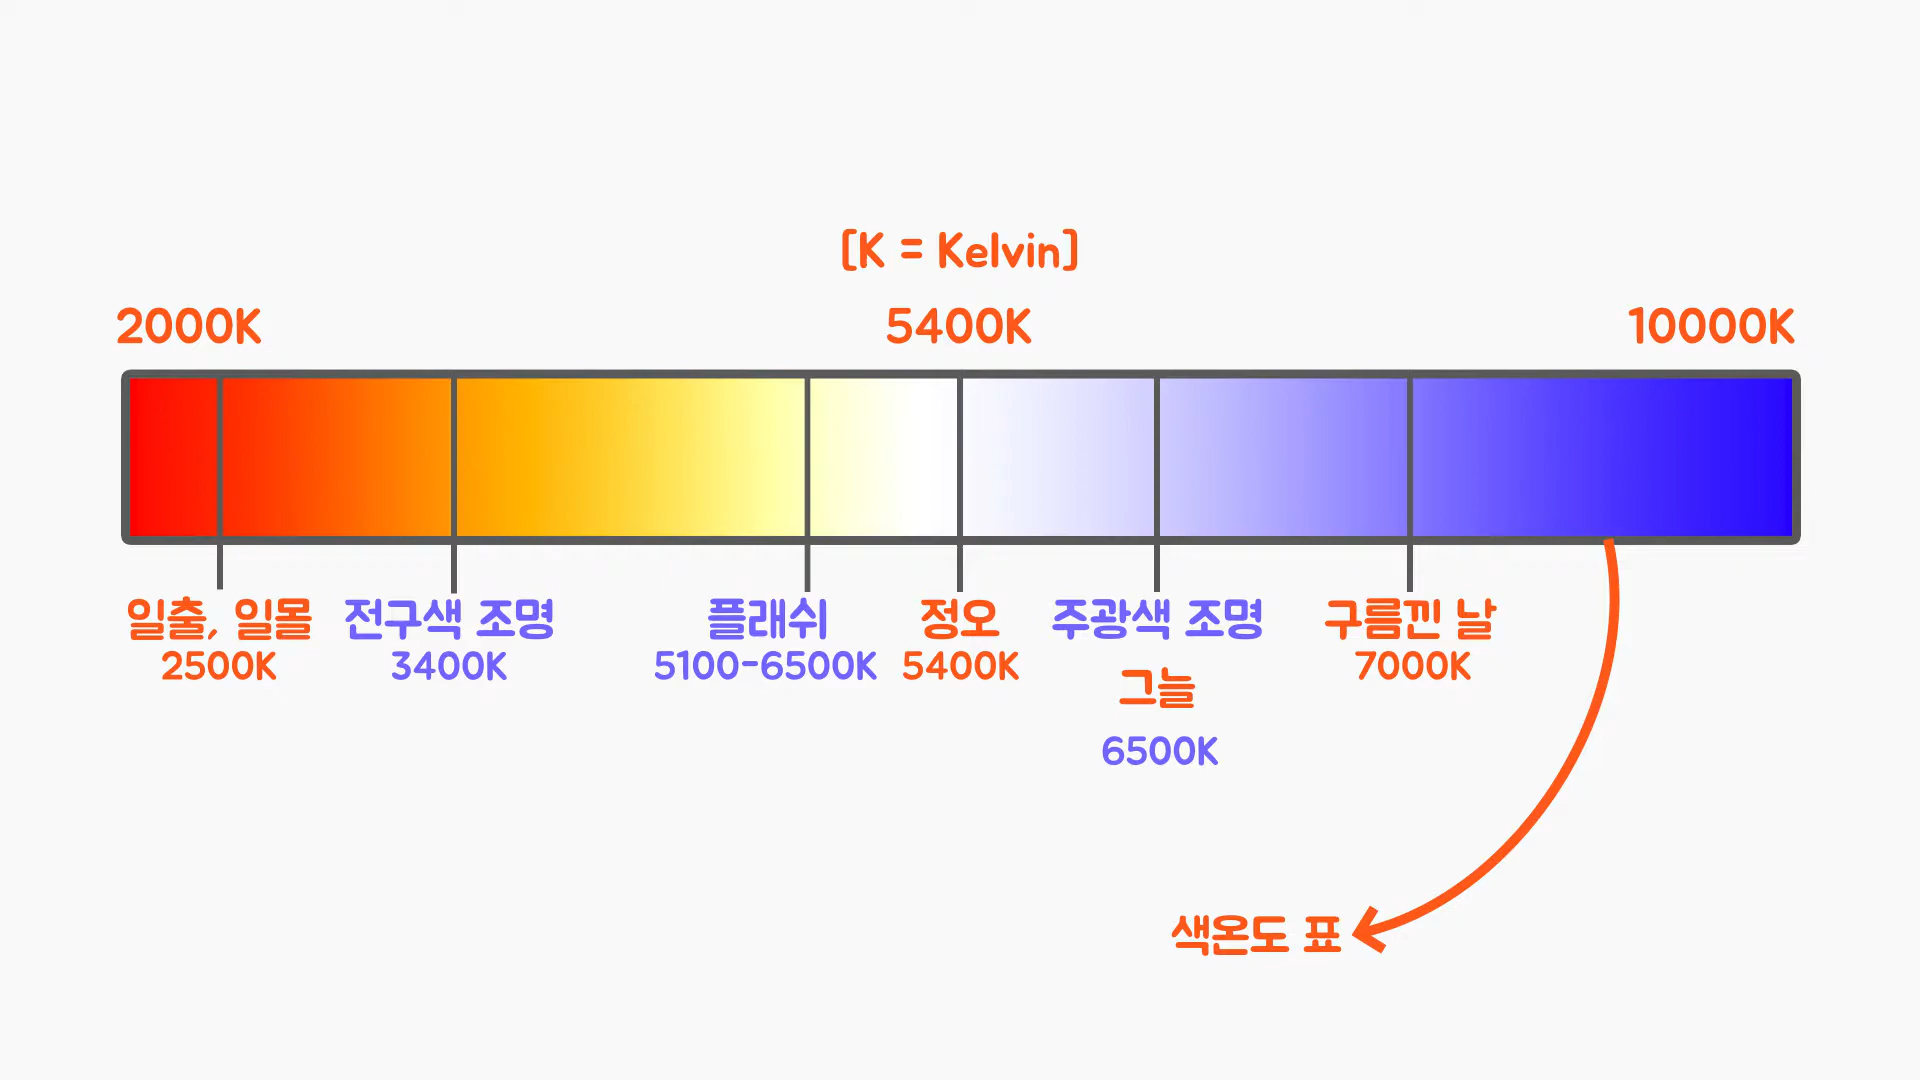 [K = Kelvin]
2000K
5400K
10000K
일출, 일몰
2500K
전구색 조명
3400K
플래쉬
5100-6500K
정오
5400K
주광색 조명
그늘
6500K
구름낀 날
7000K
색온도 표